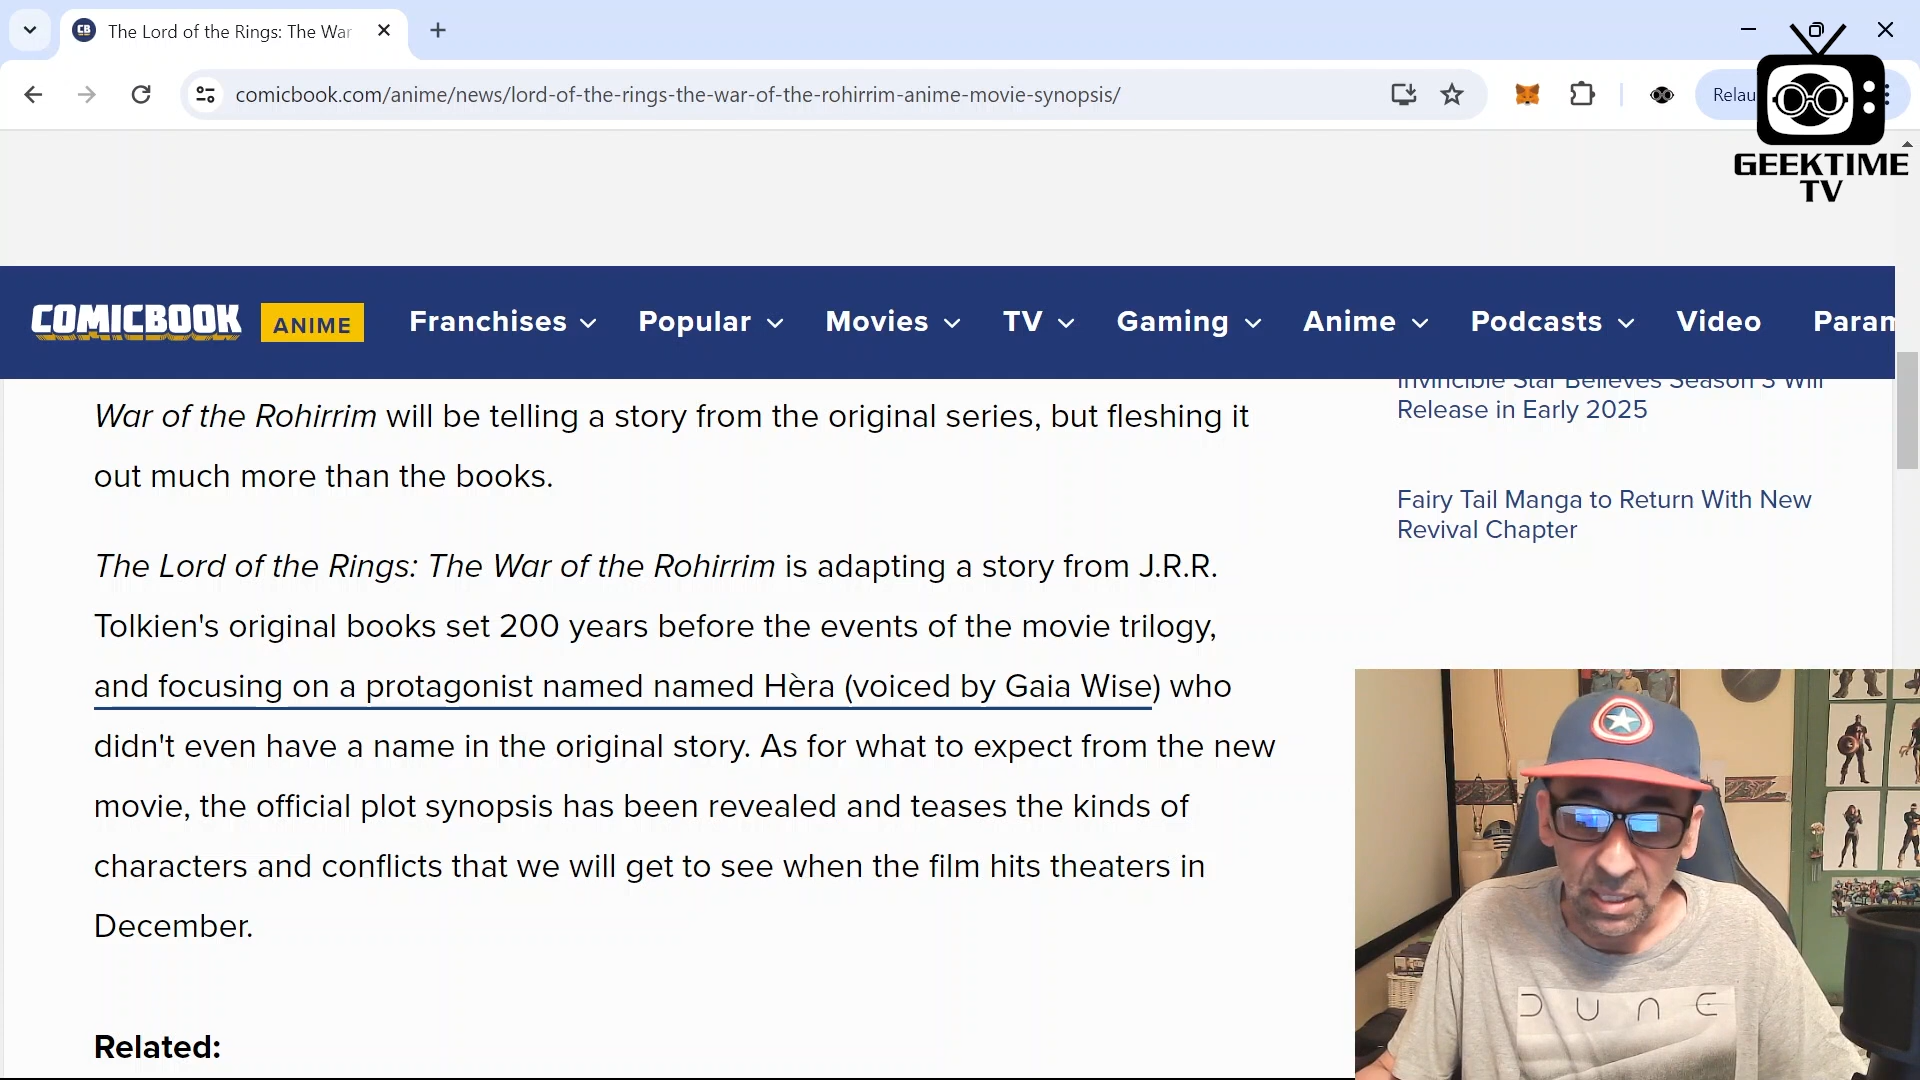 The Lord of the Rings: The War
comicbook.com/anime/news/lord-of-the-rings-the-war-of-the-rohirrim-anime-movie-synopsis/
Relau
GEEKTIME
TV
COMICBOOK ANIME Franchises Popular Movies TV Gaming Anime Podcasts Video Param
War of the Rohirrim will be telling a story from the original series, but fleshing it
out much more than the books.
The Lord of the Rings: The War of the Rohirrim is adapting a story from J.R.R.
Tolkien's original books set 200 years before the events of the movie trilogy,
and focusing on a protagonist named named Hèra (voiced by Gaia Wise) who
didn't even have a name in the original story. As for what to expect from the new
movie, the official plot synopsis has been revealed and teases the kinds of
characters and conflicts that we will get to see when the film hits theaters in
December.
Related:
Invincible Star Believes Season 3 Will
Release in Early 2025
Fairy Tail Manga to Return With New
Revival Chapter
DUNE